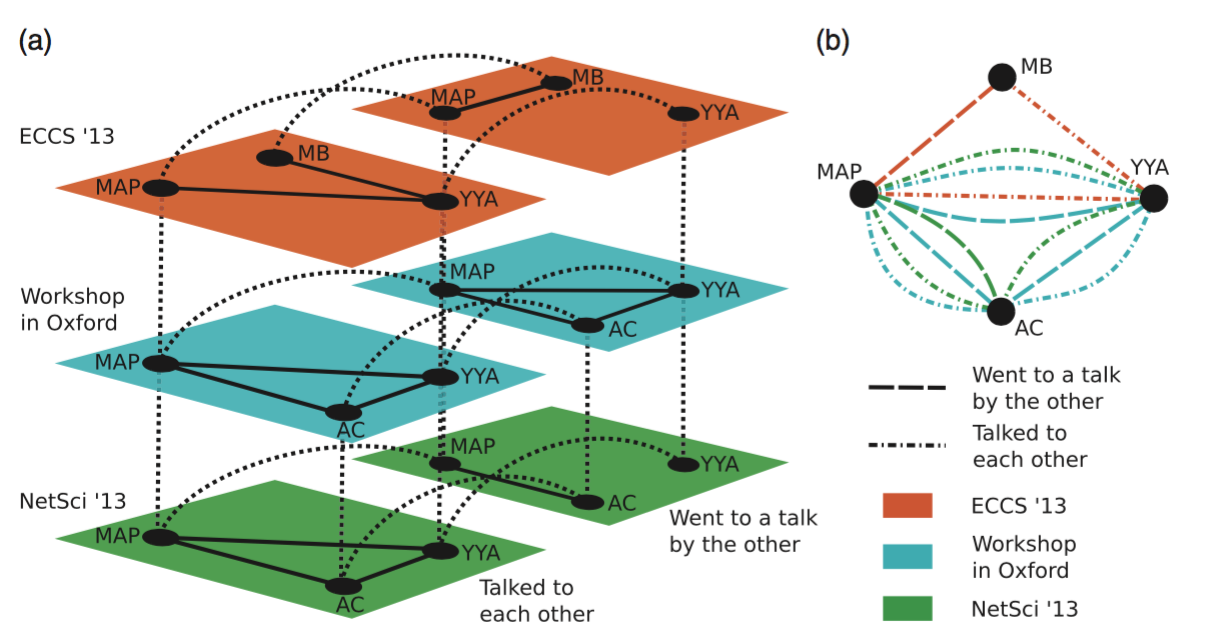 (a)
ECCS '13
MAP
MB
YYA
MAP
MB
YYA
Workshop
in Oxford
MAP
YYA
AC
MAP
YYA
AC
NetSci '13
MAP
YYA
AC
MAP
YYA
AC
Went to a talk
by the other
Talked to
each other
(b)
MB
MAP
YYA
AC
Went to a talk
by the other
Talked to
each other
ECCS '13
Workshop
in Oxford
NetSci '13